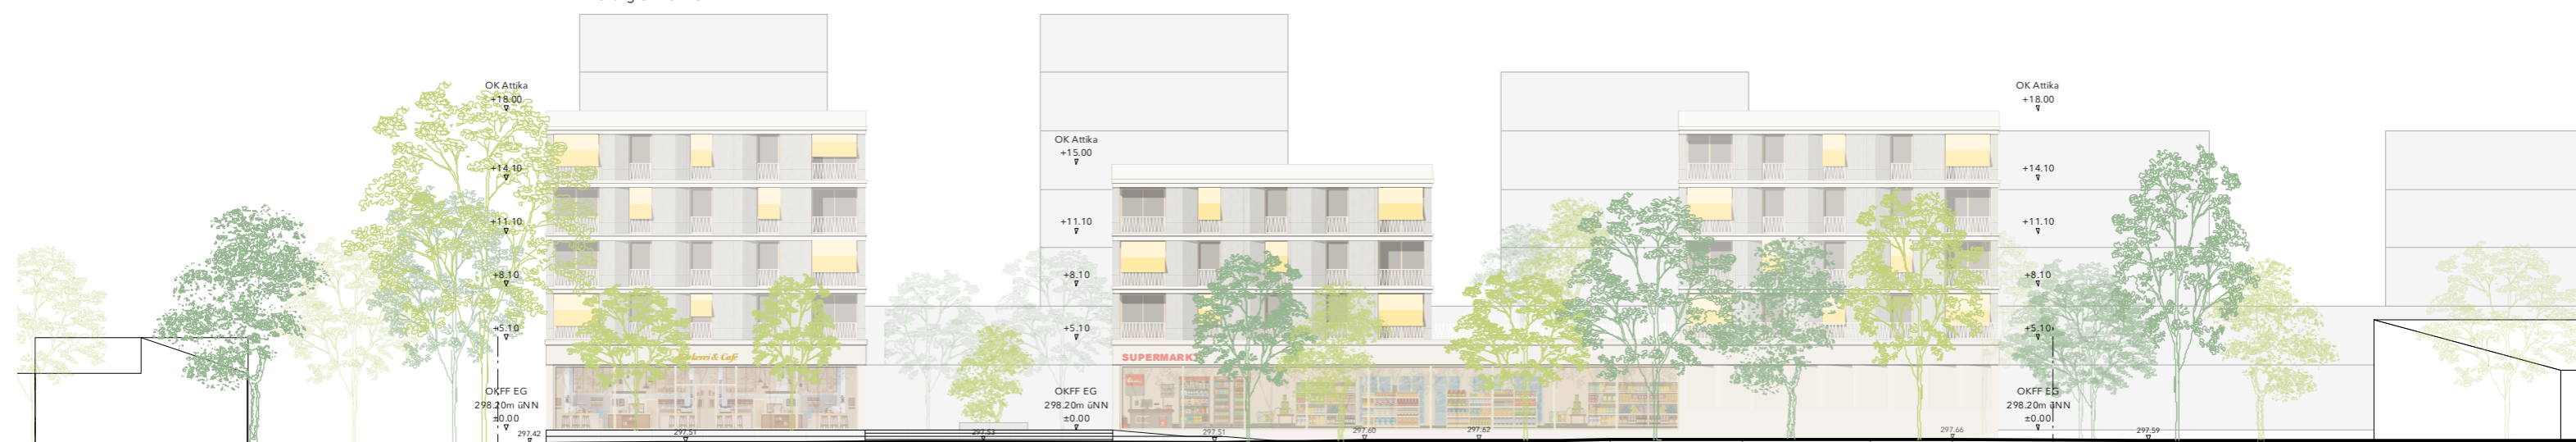 OK Attika
+18.00
+14.10
+11.10
+8.10
+5.10
OKFF EG
298.20m üNN
±0.00
297.42
297.51
& Café
297.53
OK Attika
+15.00
+11.10
+8.10
+5.10
OKFF EG
298.20m üNN
±0.00
SUPERMARK
297.51
297.60
297.62
297.66
OK Attika
+18.00
+14.10
+11.10
+8.10
+5.10
OKFF EG
298.20m üNN
±0.00
297.59